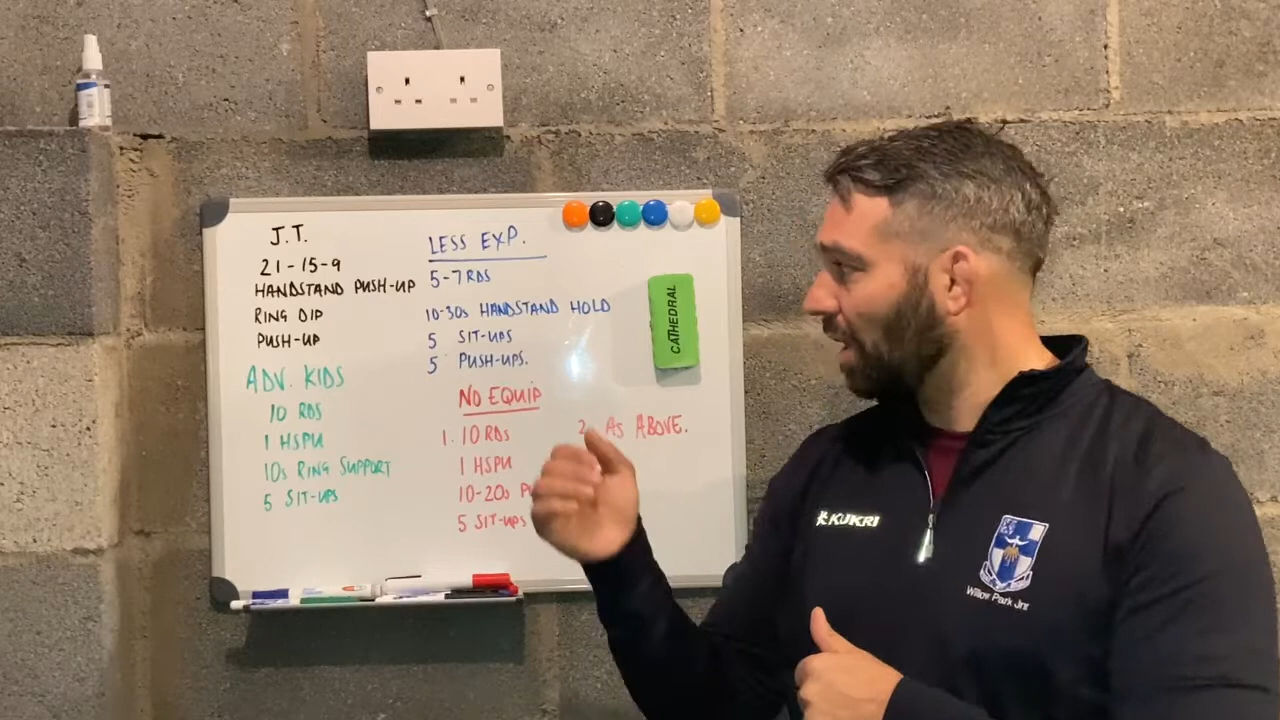 J.T.
21-15-9
HANDSTAND PUSH-UP
RING DIP
PUSH-UP
ADV. KIDS
10 RDS
1 HSPU
10s RING SUPPORT
5 SIT-UPS
LESS EXP.
5-7 RDS
10-30s HANDSTAND HOLD
5 SIT-UPS
5 PUSH-UPS.
NO EQUIP
1. 10 RDS
1 HSPU
10-20s
5 SIT-UPS
2. AS ABOVE.
CATHEDRAL
KUKRI
Willow Park Jnr